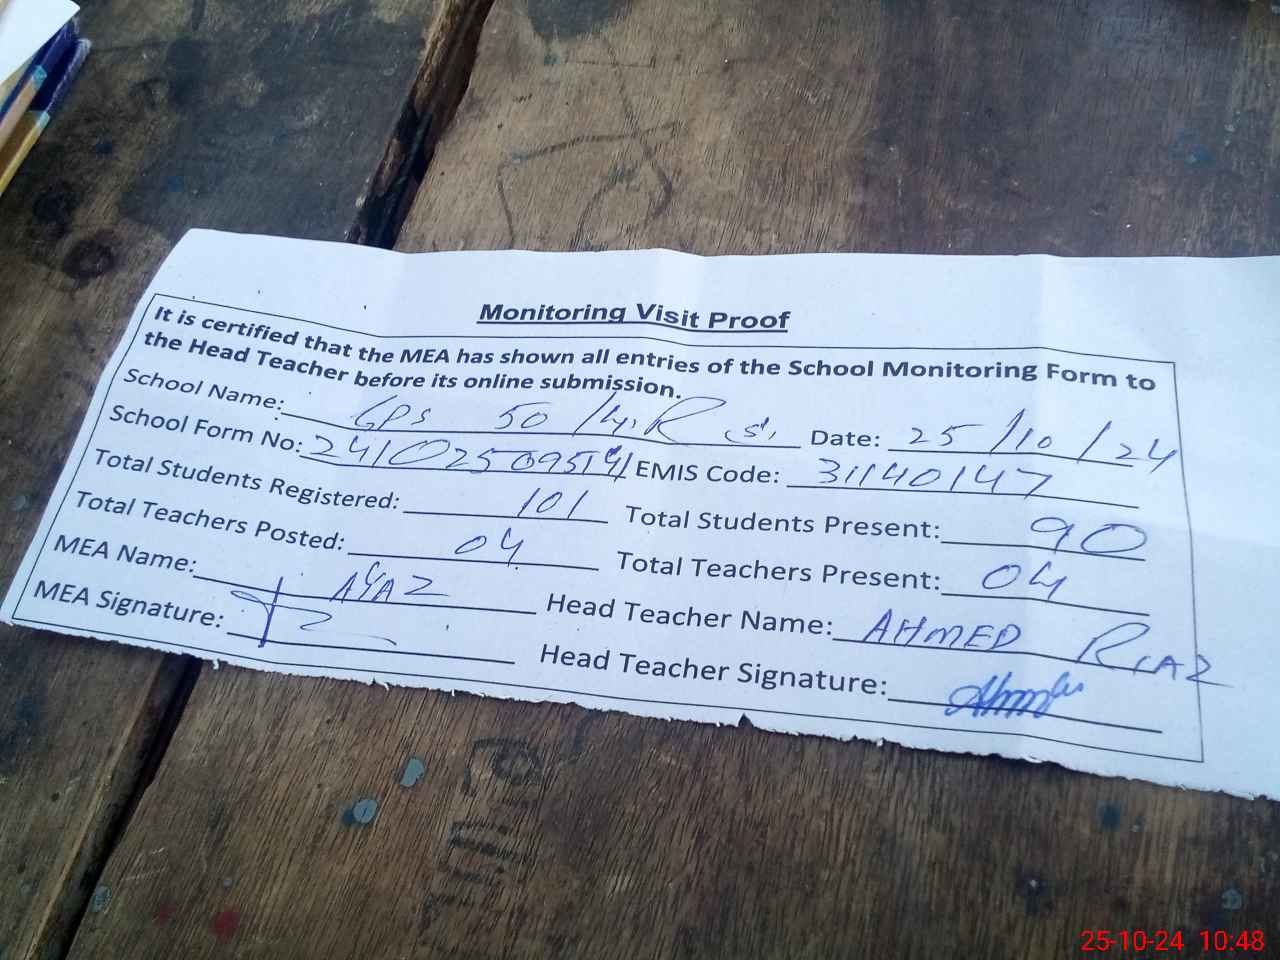 Monitoring Visit Proof
It is certified that the MEA has shown all entries of the School Monitoring Form to
the Head Teacher before its online submission.
School Name: GPS 50/4.R (S) Date: 25/10/24
School Form No: EMIS Code: 31140147
Total Students Registered: 101 Total Students Present: 90
Total Teachers Posted: 04 Total Teachers Present: 04
MEA Name: AYAZ Head Teacher Name: AHMED RIAZ
MEA Signature: Head Teacher Signature:
25-10-24 10:48